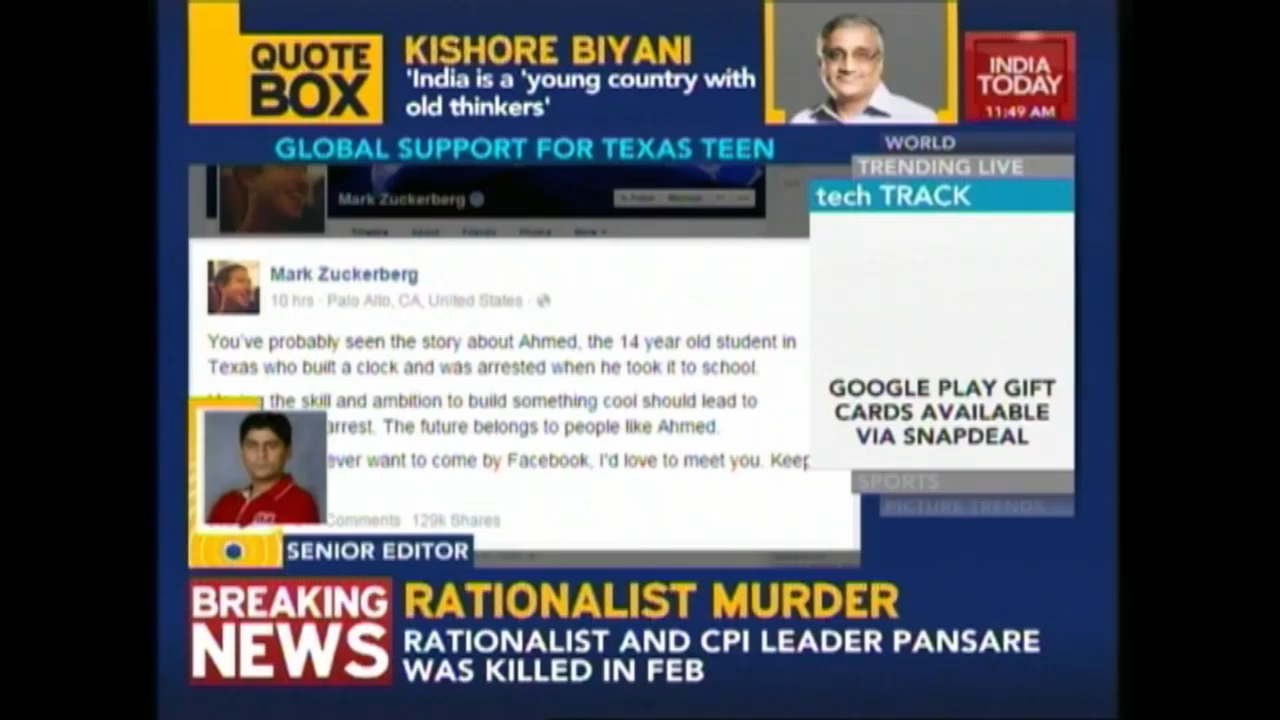 QUOTE
BOX
KISHORE BIYANI
'India is a 'young country with
old thinkers'
INDIA
TODAY
11:49 AM
GLOBAL SUPPORT FOR TEXAS TEEN
WORLD
TRENDING LIVE
tech TRACK
GOOGLE PLAY GIFT
CARDS AVAILABLE
VIA SNAPDEAL
SPORTS
PICTURE TRENDS
Mark Zuckerberg
Timeline About Friends Photos More
Mark Zuckerberg
10 hrs · Palo Alto, CA, United States ·
You've probably seen the story about Ahmed, the 14 year old student in
Texas who built a clock and was arrested when he took it to school.
the skill and ambition to build something cool should lead to
arrest. The future belongs to people like Ahmed.
ever want to come by Facebook, I'd love to meet you. Keep
Comments 129k Shares
SENIOR EDITOR
BREAKING
NEWS
RATIONALIST MURDER
RATIONALIST AND CPI LEADER PANSARE
WAS KILLED IN FEB